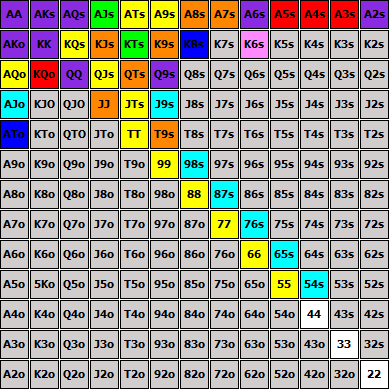 AA AKs AQs AJs ATs A9s A8s A7s A6s A5s A4s A3s A2s
AKo KK KQs KJs KTs K9s K8s K7s K6s K5s K4s K3s K2s
AQo KQo QQ QJs QTs Q9s Q8s Q7s Q6s Q5s Q4s Q3s Q2s
AJo KJO QJO JJ JTs J9s J8s J7s J6s J5s J4s J3s J2s
ATo KTo QTO JTo TT T9s T8s T7s T6s T5s T4s T3s T2s
A9o K9o Q9o J9o T9o 99 98s 97s 96s 95s 94s 93s 92s
A8o K8o Q8o J8o T8o 98o 88 87s 86s 85s 84s 83s 82s
A7o K7o Q7o J7o T7o 97o 87o 77 76s 75s 74s 73s 72s
A6o K6o Q6o J6o T6o 96o 86o 76o 66 65s 64s 63s 62s
A5o 5Ko Q5o J5o T5o 95o 85o 75o 65o 55 54s 53s 52s
A4o K4o Q4o J4o T4o 94o 84o 74o 64o 54o 44 43s 42s
A3o K3o Q3o J3o T3o 93o 83o 73o 63o 53o 43o 33 32s
A2o K2o Q2o J2o T2o 92o 82o 72o 62o 52o 42o 32o 22